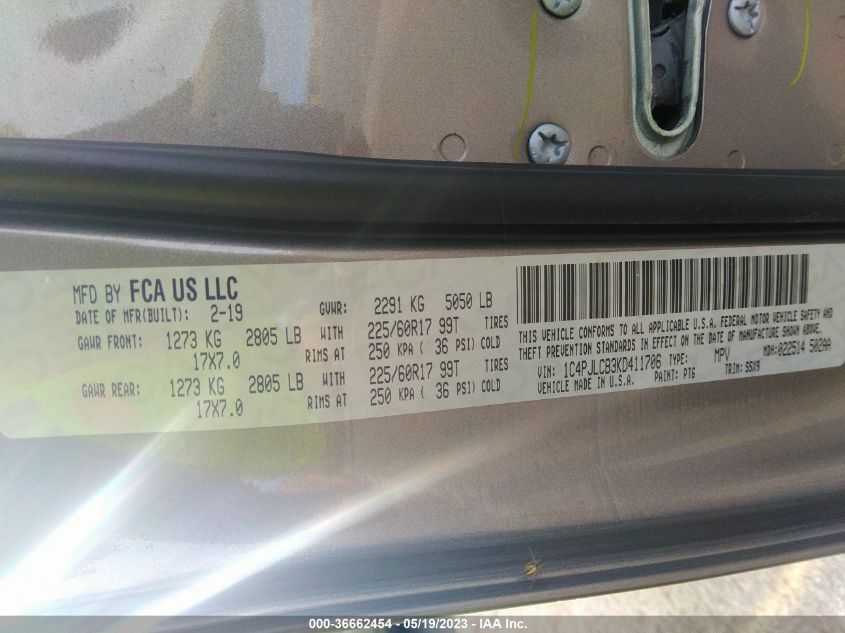 MFD BY FCA US LLC
DATE OF MFR(BUILT): 2-19 GVWR: 2291 KG 5050 LB
GAWR FRONT: 1273 KG 2805 LB WITH 225/60R17 99T TIRES
17X7.0 RIMS AT 250 KPA ( 36 PSI) COLD
GAWR REAR: 1273 KG 2805 LB WITH 225/60R17 99T TIRES
17X7.0 RIMS AT 250 KPA ( 36 PSI) COLD
THIS VEHICLE CONFORMS TO ALL APPLICABLE U.S.A. FEDERAL MOTOR VEHICLE SAFETY AND
THEFT PREVENTION STANDARDS IN EFFECT ON THE DATE OF MANUFACTURE SHOWN ABOVE.
VIN: 1C4PJLCB3KD411706 TYPE: MPV MDH:022514 502AA
VEHICLE MADE IN U.S.A. PAINT: PTG TRIM: S5X9
000-36662454 - 05/19/2023 - IAA Inc.